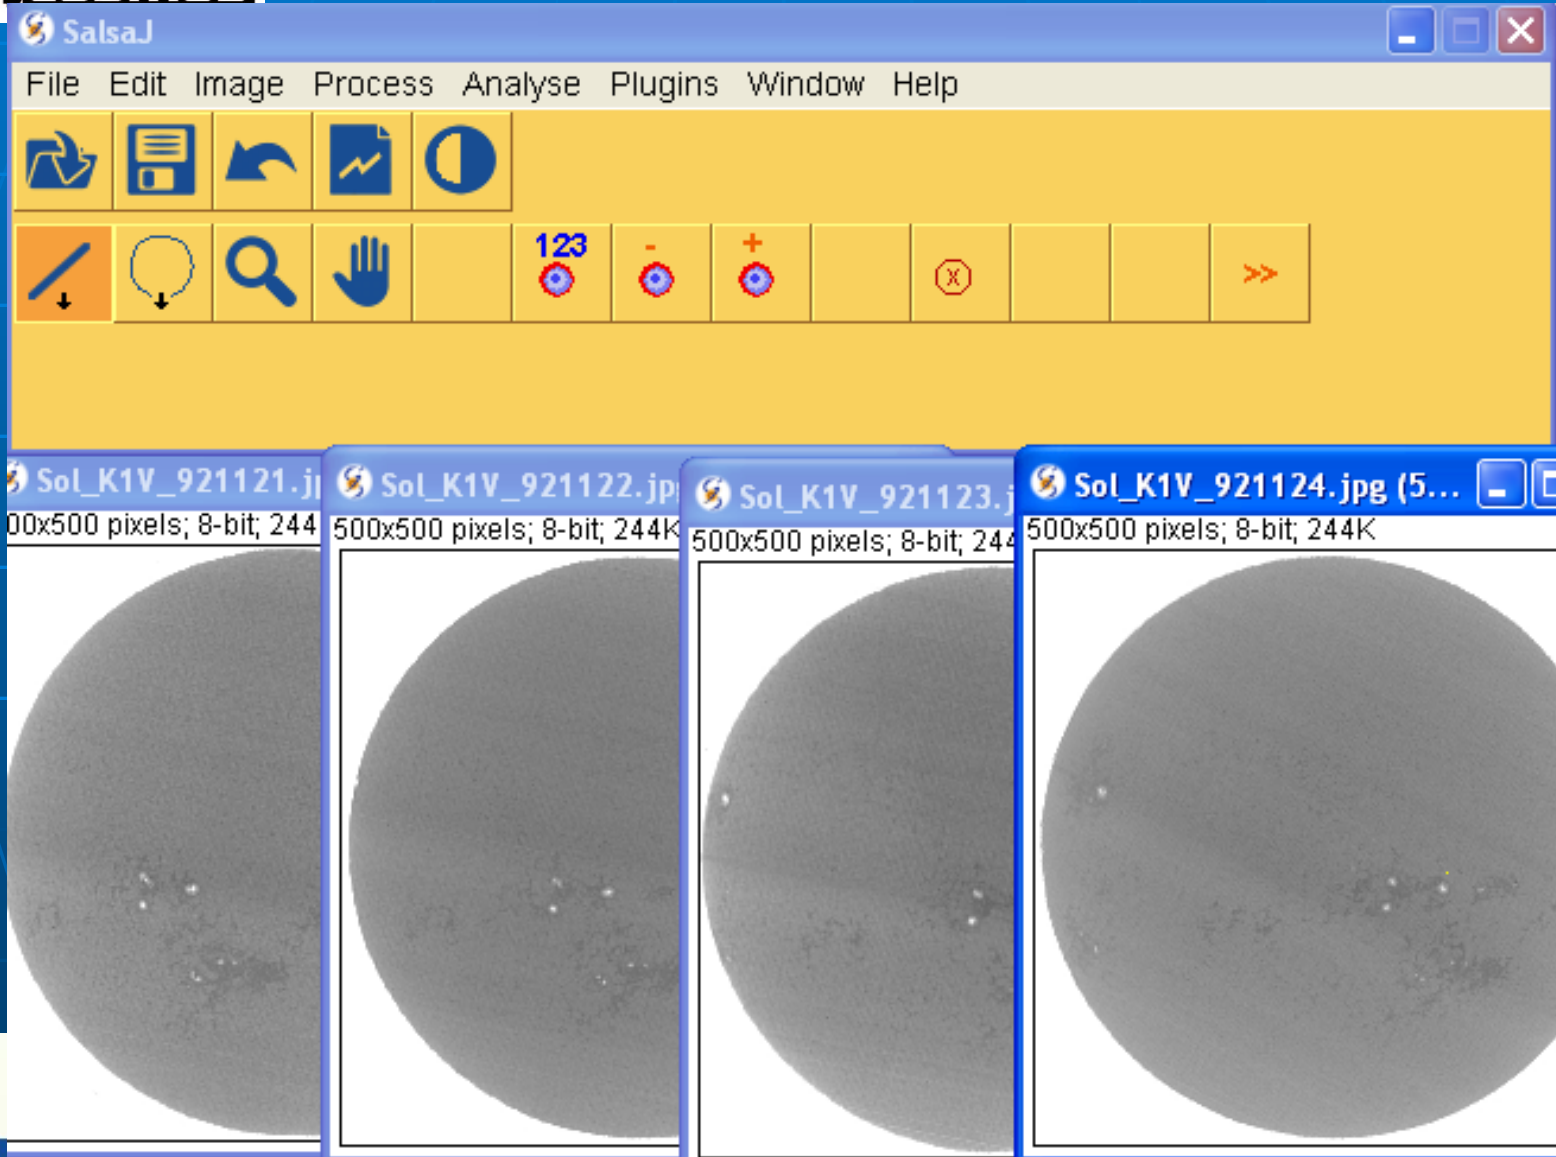 SalsaJ
File Edit Image Process Analyse Plugins Window Help
123
- +
X
>>
Sol_K1V_921121.j
00x500 pixels; 8-bit; 244
Sol_K1V_921122.jp
500x500 pixels; 8-bit; 244K
Sol_K1V_921123.j
500x500 pixels; 8-bit; 244
Sol_K1V_921124.jpg (5...
500x500 pixels; 8-bit; 244K